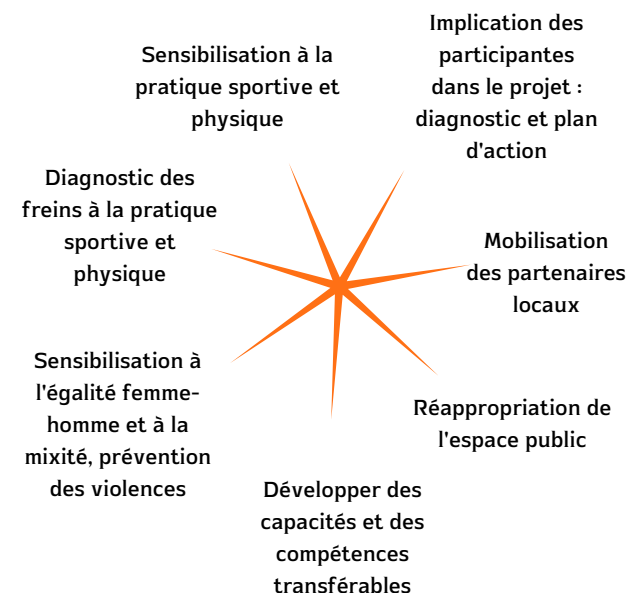 Sensibilisation à la
pratique sportive et
physique
Implication des
participantes
dans le projet :
diagnostic et plan
d'action
Diagnostic des
freins à la pratique
sportive et
physique
Mobilisation
des partenaires
locaux
Sensibilisation à
l'égalité femme-
homme et à la
mixité, prévention
des violences
Réappropriation de
l'espace public
Développer des
capacités et des
compétences
transférables